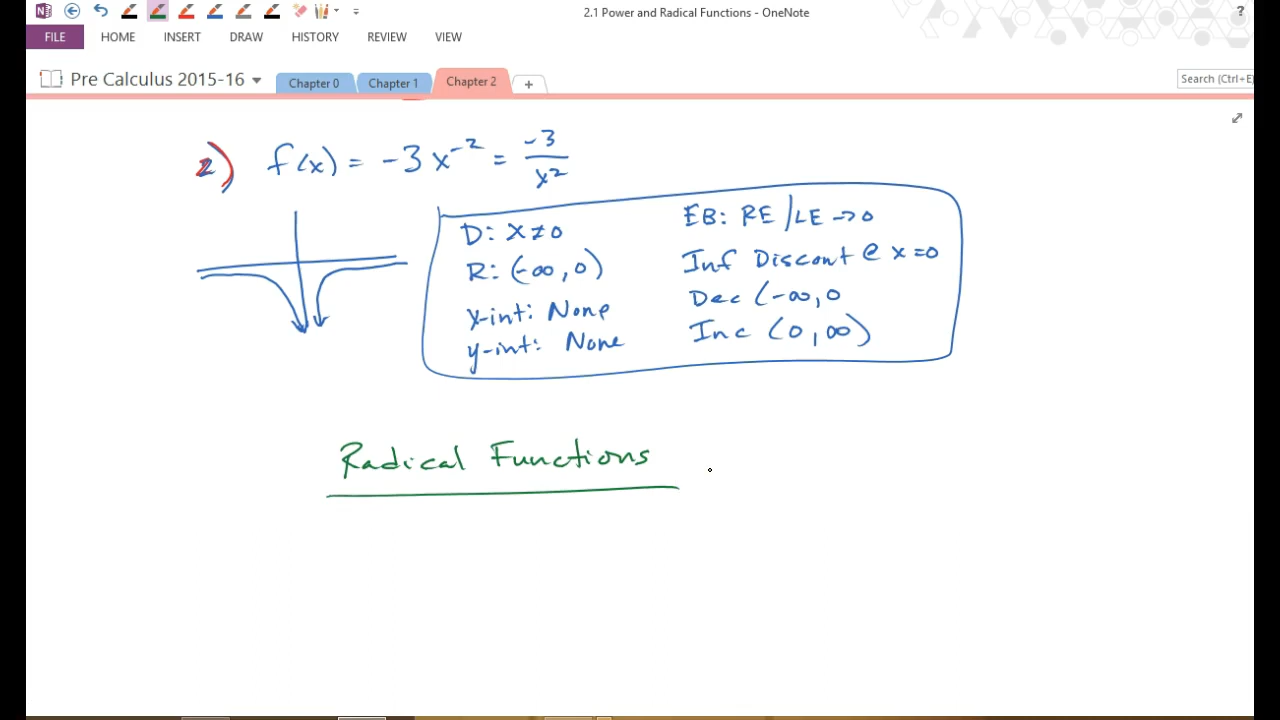 2.1 Power and Radical Functions - OneNote
?
FILE HOME INSERT DRAW HISTORY REVIEW VIEW
Pre Calculus 2015-16 Chapter 0 Chapter 1 Chapter 2 +
Search (Ctrl+E)
2) f(x) = -3x⁻² = -3/x²
D: x≠0
R: (-∞, 0)
x-int: None
y-int: None
EB: RE/LE → 0
Inf Discont @ x=0
Dec (-∞, 0
Inc (0, ∞)
Radical Functions